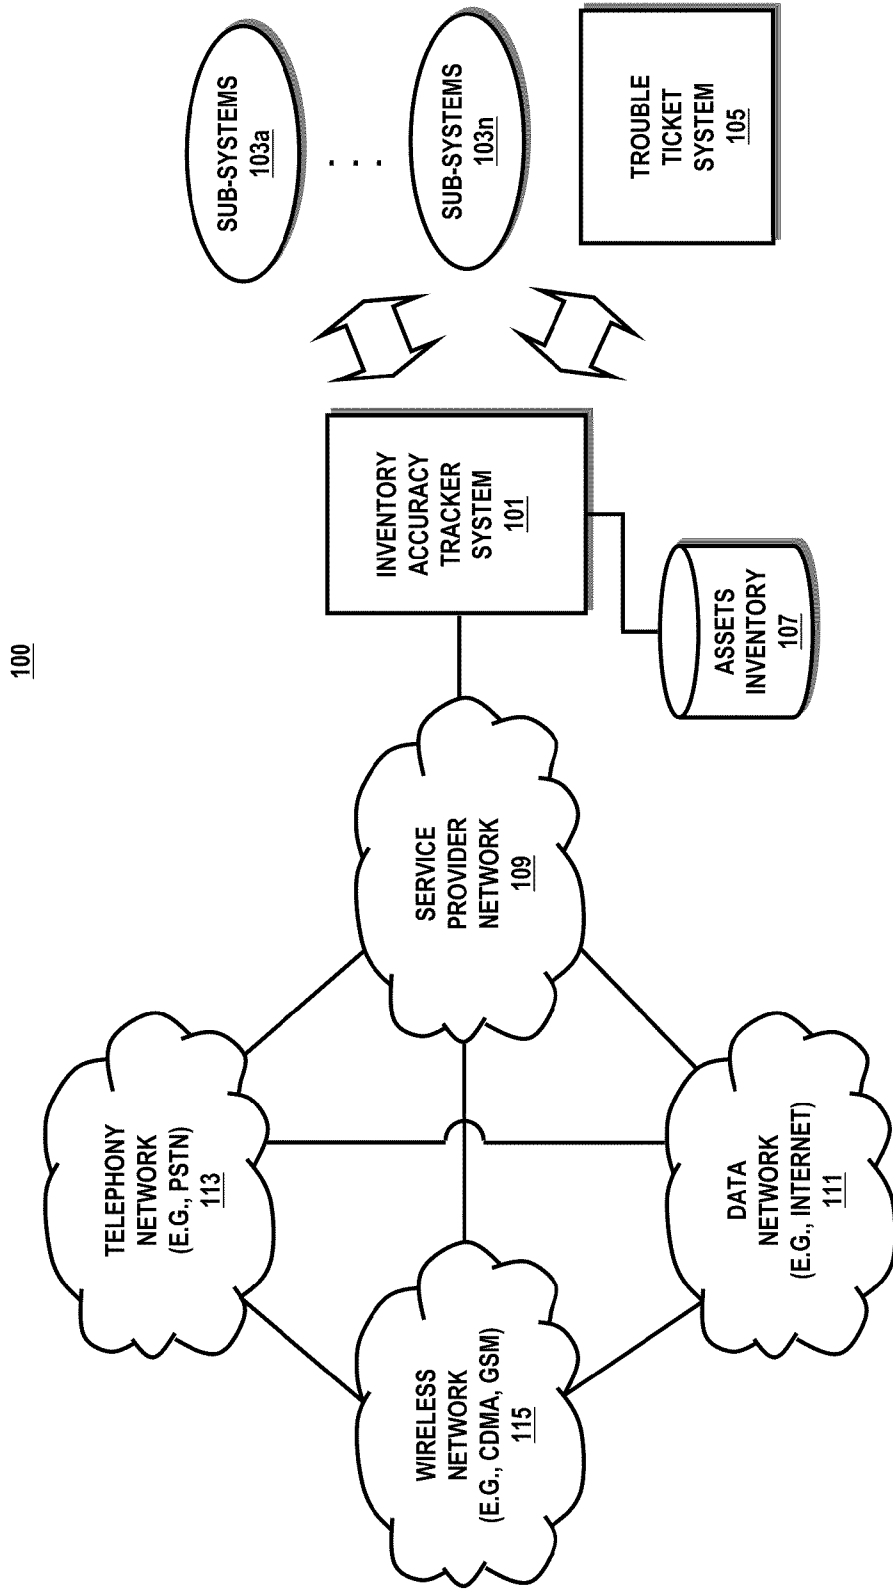 100
TELEPHONY
NETWORK
(E.G., PSTN)
113
WIRELESS
NETWORK
(E.G., CDMA, GSM)
115
SERVICE
PROVIDER
NETWORK
109
DATA
NETWORK
(E.G., INTERNET)
111
INVENTORY
ACCURACY
TRACKER
SYSTEM
101
ASSETS
INVENTORY
107
SUB-SYSTEMS
103a
. . .
SUB-SYSTEMS
103n
TROUBLE
TICKET
SYSTEM
105